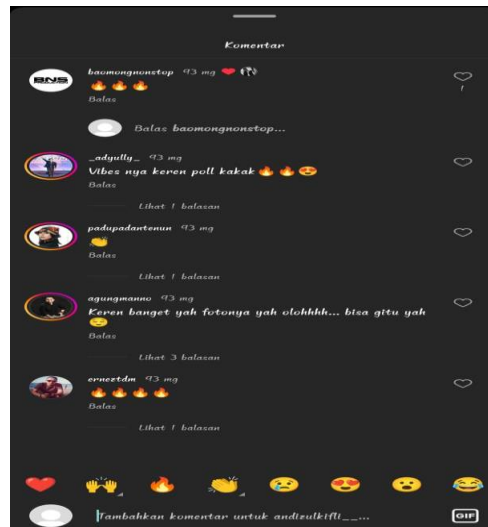 Komentar
BNS
baomongnonstop 93 mg
Balas
Balas baomongnonstop...
1
_adyully_ 93 mg
Vibes nya keren poll kakak
Balas
Lihat 1 balasan
padupadantenun 93 mg
Balas
Lihat 1 balasan
agungmanno 93 mg
Keren banget yah fotonya yah olohhhh... bisa gitu yah
Balas
Lihat 3 balasan
erneztdm 93 mg
Balas
Lihat 1 balasan
Tambahkan komentar untuk andizulkifli__...
GIF